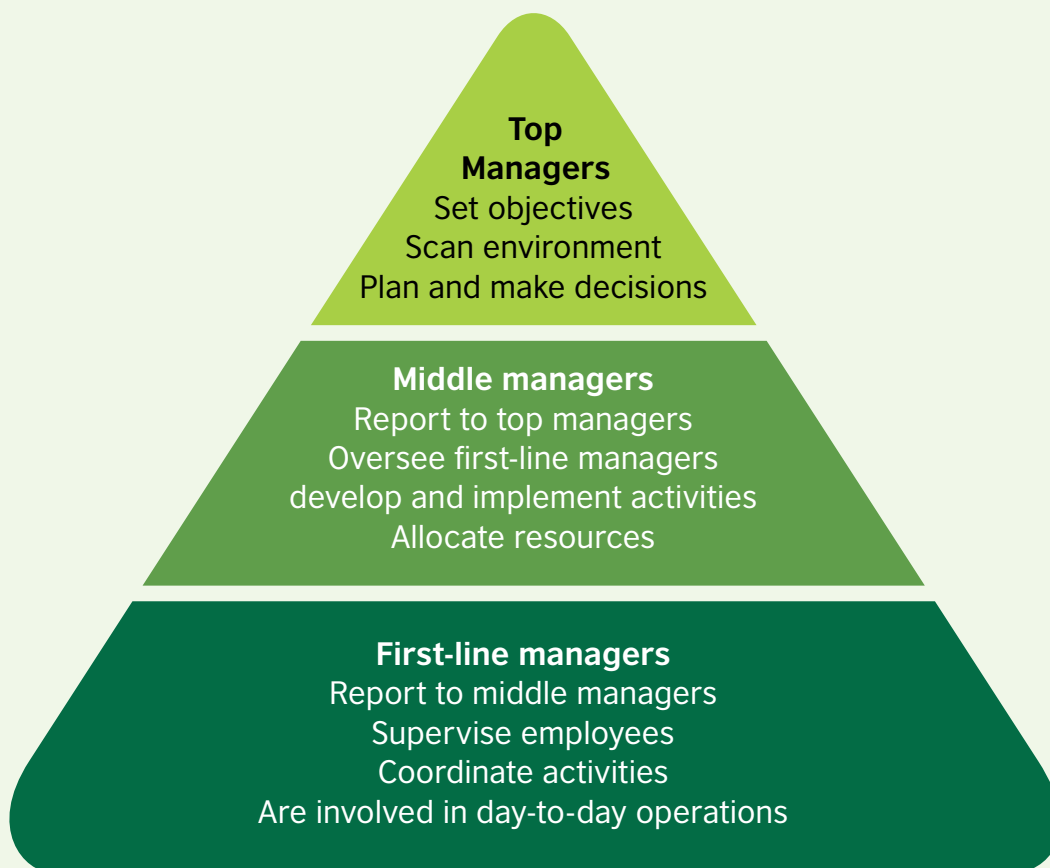 Top
Managers
Set objectives
Scan environment
Plan and make decisions
Middle managers
Report to top managers
Oversee first-line managers
develop and implement activities
Allocate resources
First-line managers
Report to middle managers
Supervise employees
Coordinate activities
Are involved in day-to-day operations